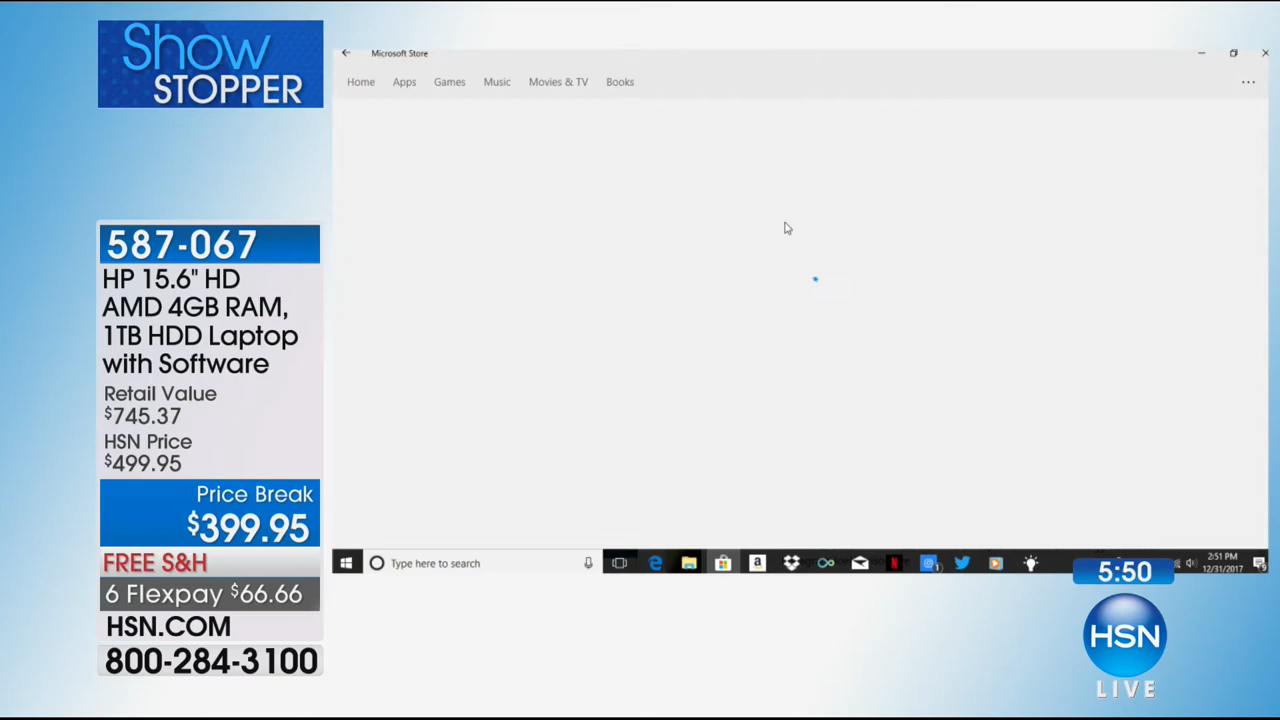 Show
STOPPER
Microsoft Store
Home Apps Games Music Movies & TV Books
587-067
HP 15.6" HD
AMD 4GB RAM,
1TB HDD Laptop
with Software
Retail Value
$745.37
HSN Price
$499.95
Price Break
$399.95
FREE S&H
6 Flexpay $66.66
HSN.COM
800-284-3100
Type here to search
2:51 PM
12/31/2017
5:50
HSN
LIVE